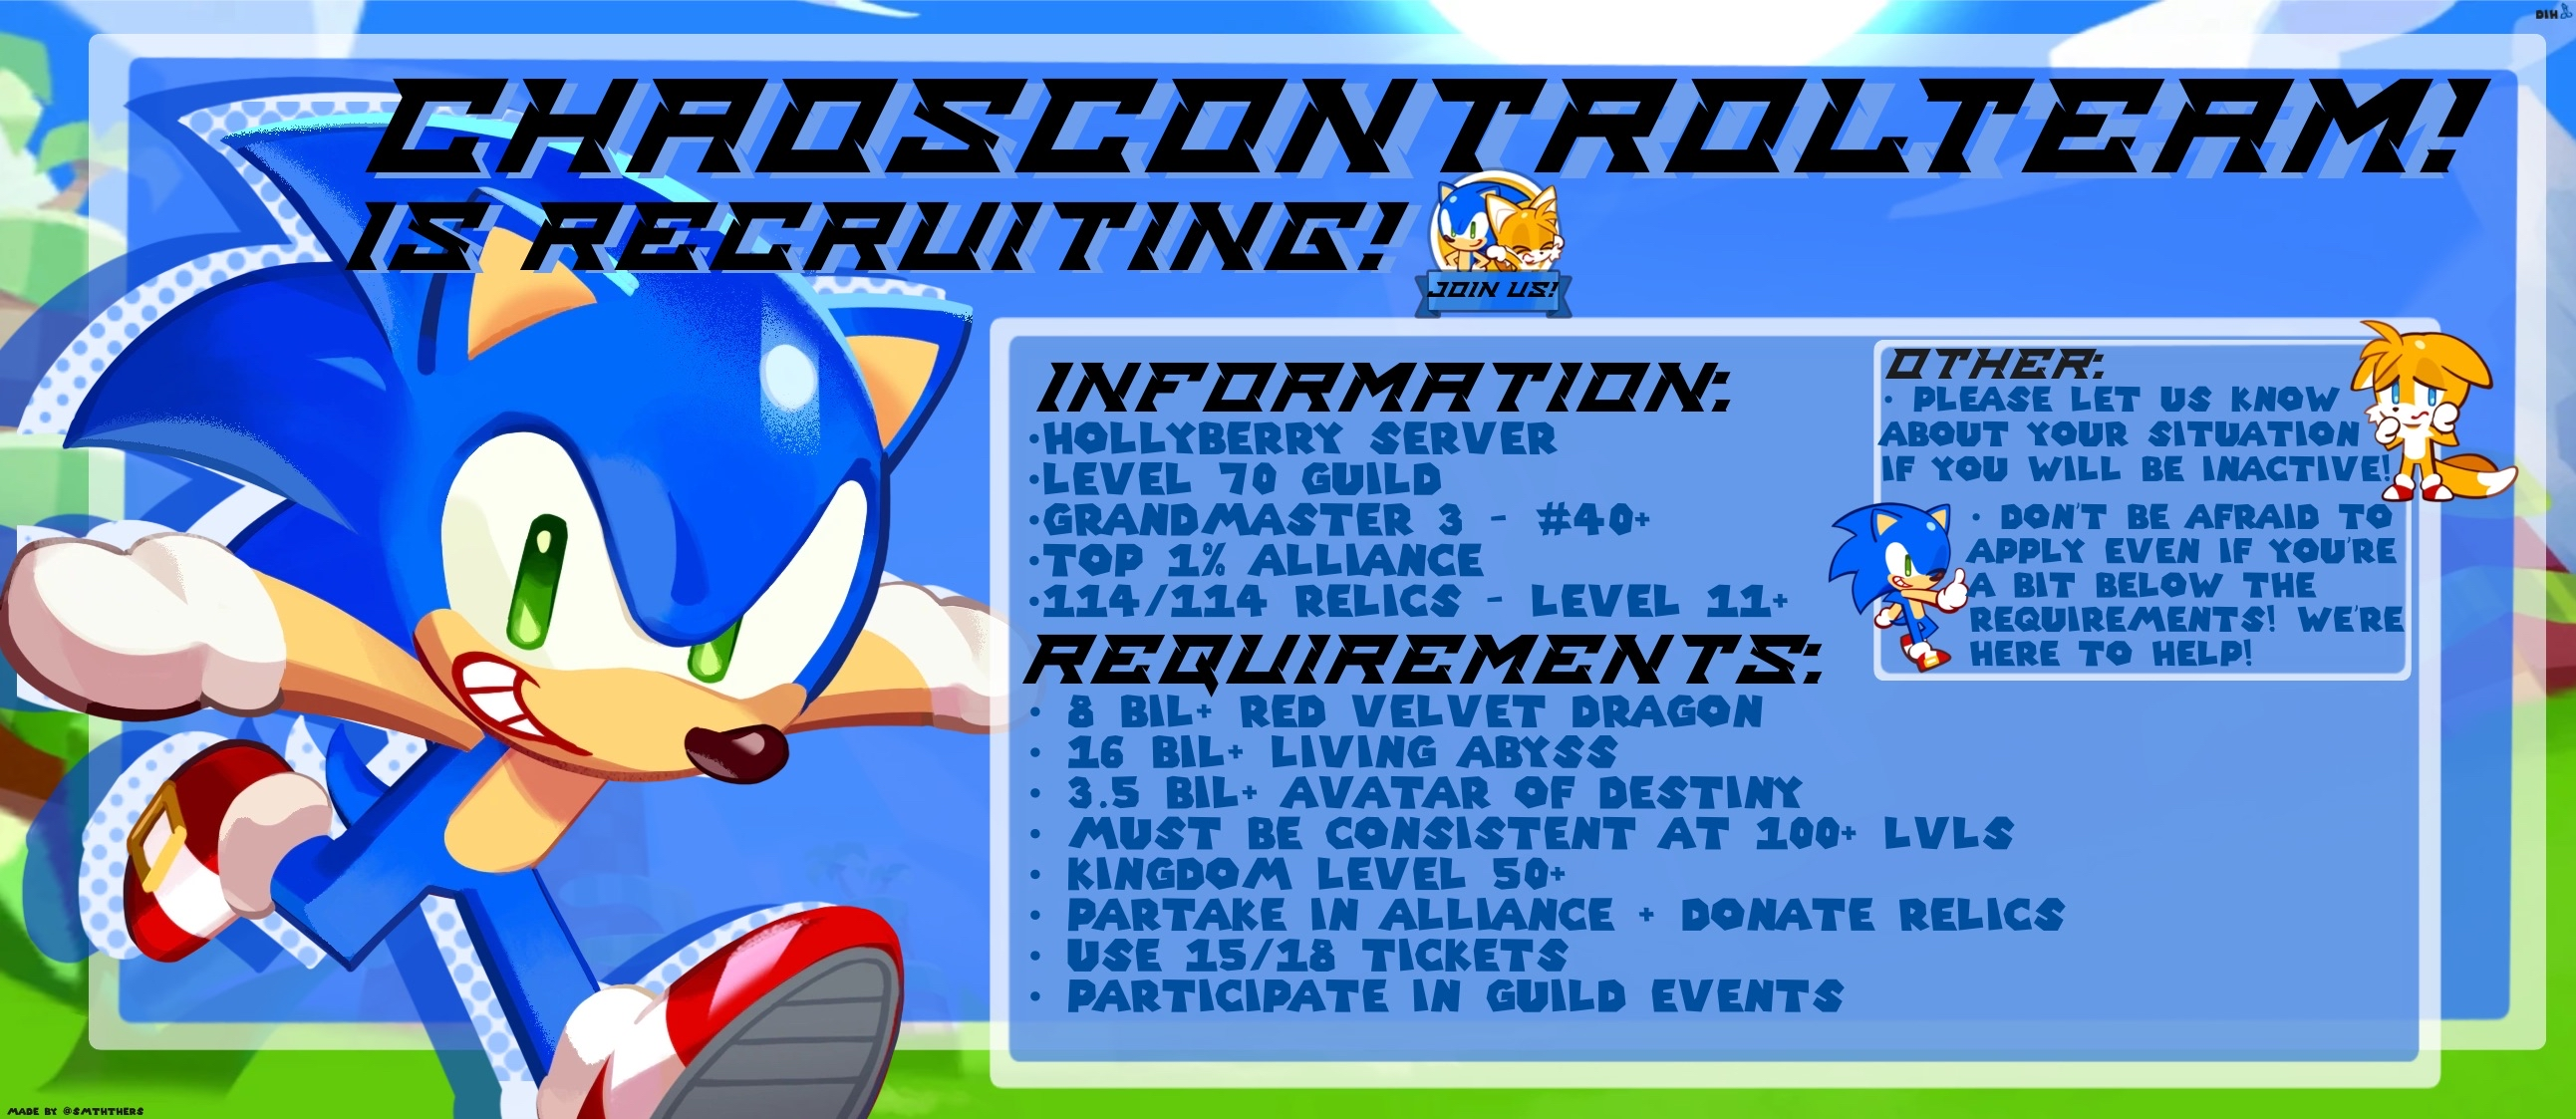 DIH
CHAOSCONTROLTEAM!
IS RECRUITING!
JOIN US!
INFORMATION:
•HOLLYBERRY SERVER
•LEVEL 70 GUILD
•GRANDMASTER 3 - #40+
•TOP 1% ALLIANCE
•114/114 RELICS - LEVEL 11+
REQUIREMENTS:
• 8 BIL+ RED VELVET DRAGON
• 16 BIL+ LIVING ABYSS
• 3.5 BIL+ AVATAR OF DESTINY
• MUST BE CONSISTENT AT 100+ LVLS
• KINGDOM LEVEL 50+
• PARTAKE IN ALLIANCE + DONATE RELICS
• USE 15/18 TICKETS
• PARTICIPATE IN GUILD EVENTS
OTHER:
• PLEASE LET US KNOW
ABOUT YOUR SITUATION
IF YOU WILL BE INACTIVE!
• DON'T BE AFRAID TO
APPLY EVEN IF YOU'RE
A BIT BELOW THE
REQUIREMENTS! WE'RE
HERE TO HELP!
MADE BY @SMTHTHERS